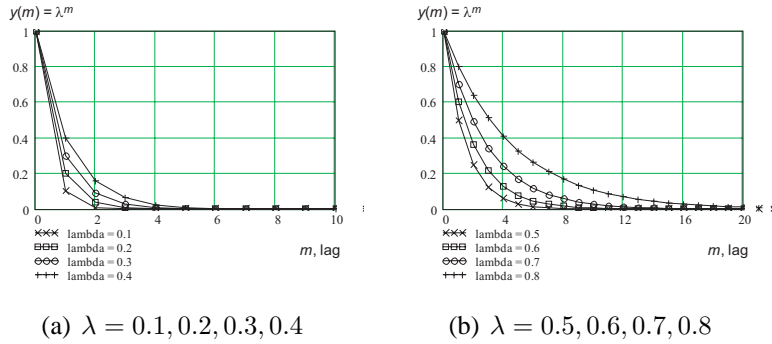 y(m) = λ^m
1
0.8
0.6
0.4
0.2
0
0 2 4 6 8 10
m, lag
lambda = 0.1
lambda = 0.2
lambda = 0.3
lambda = 0.4
(a) λ = 0.1, 0.2, 0.3, 0.4
y(m) = λ^m
1
0.8
0.6
0.4
0.2
0
0 4 8 12 16 20
m, lag
lambda = 0.5
lambda = 0.6
lambda = 0.7
lambda = 0.8
(b) λ = 0.5, 0.6, 0.7, 0.8